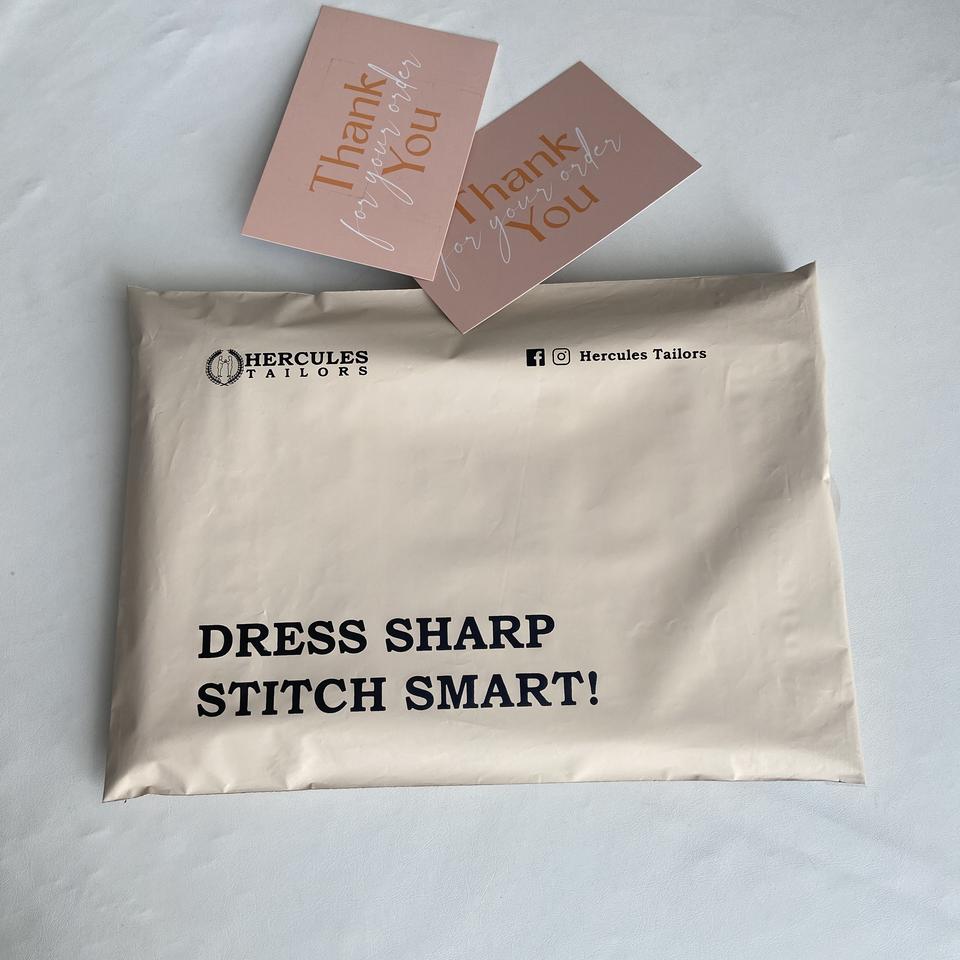 Thank
for your order
You
Thank
for your order
You
HERCULES
TAILORS
Hercules Tailors
DRESS SHARP
STITCH SMART!